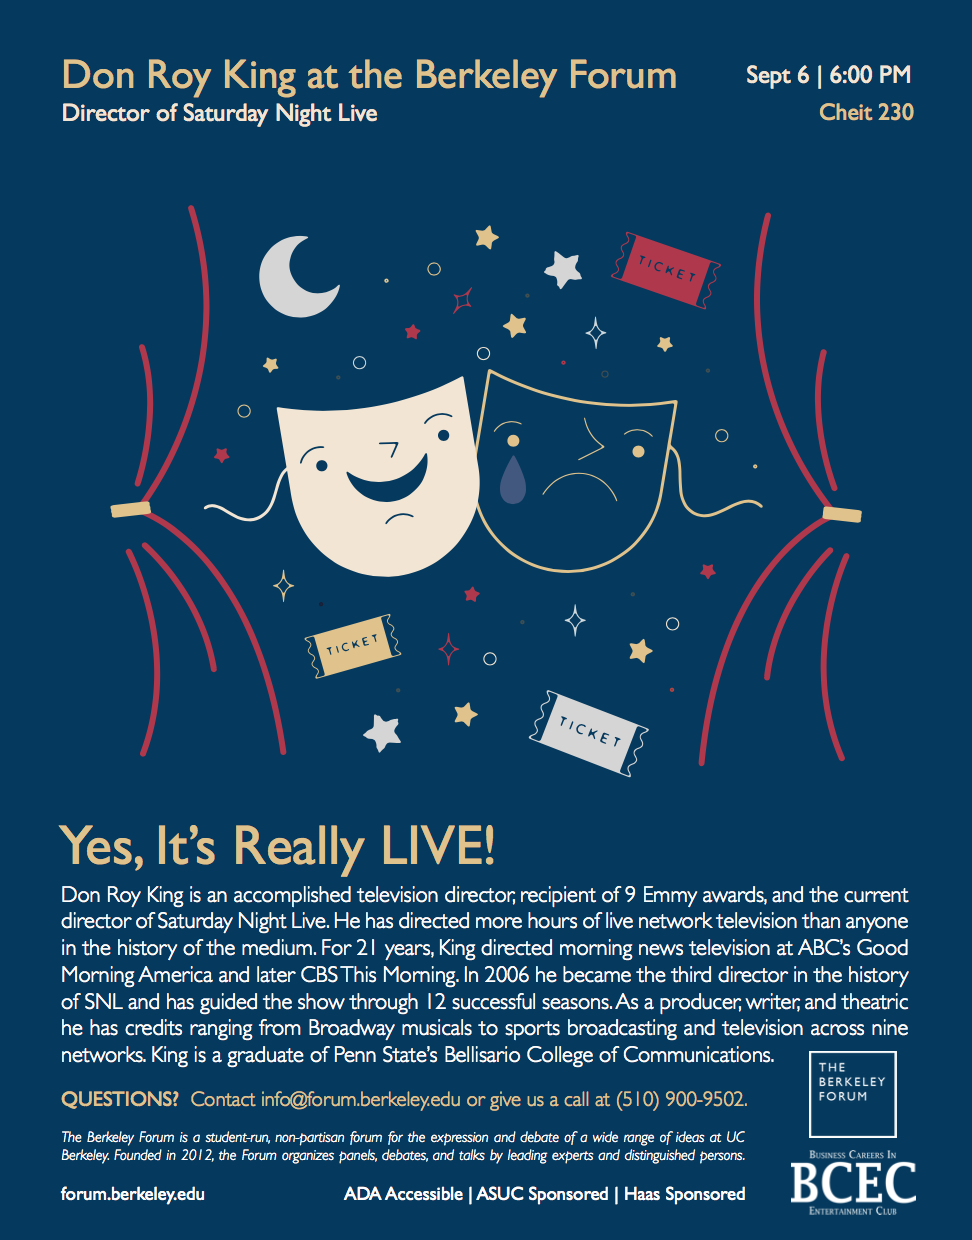 Don Roy King at the Berkeley Forum
Sept 6 | 6:00 PM
Director of Saturday Night Live
Cheit 230
TICKET
TICKET
TICKET
Yes, It's Really LIVE!
Don Roy King is an accomplished television director, recipient of 9 Emmy awards, and the current
director of Saturday Night Live. He has directed more hours of live network television than anyone
in the history of the medium. For 21 years, King directed morning news television at ABC's Good
Morning America and later CBS This Morning. In 2006 he became the third director in the history
of SNL and has guided the show through 12 successful seasons. As a producer, writer, and theatric
he has credits ranging from Broadway musicals to sports broadcasting and television across nine
networks. King is a graduate of Penn State's Bellisario College of Communications.
QUESTIONS? Contact info@forum.berkeley.edu or give us a call at (510) 900-9502.
The Berkeley Forum is a student-run, non-partisan forum for the expression and debate of a wide range of ideas at UC
Berkeley. Founded in 2012, the Forum organizes panels, debates, and talks by leading experts and distinguished persons.
forum.berkeley.edu
ADA Accessible | ASUC Sponsored | Haas Sponsored
THE
BERKELEY
FORUM
BUSINESS CAREERS IN
BCEC
ENTERTAINMENT CLUB